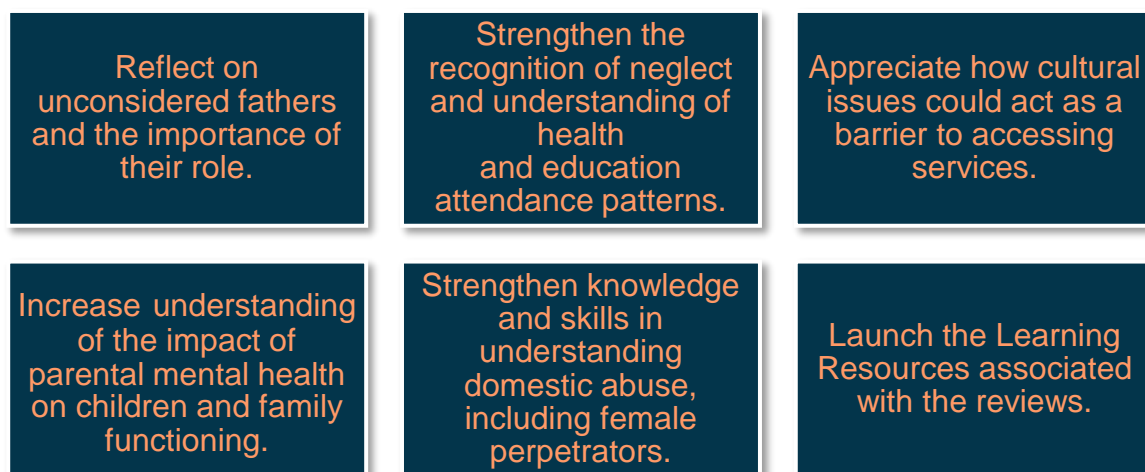 Reflect on
unconsidered fathers
and the importance of
their role.
Strengthen the
recognition of neglect
and understanding of
health
and education
attendance patterns.
Appreciate how cultural
issues could act as a
barrier to accessing
services.
Increase understanding
of the impact of
parental mental health
on children and family
functioning.
Strengthen knowledge
and skills in
understanding
domestic abuse,
including female
perpetrators.
Launch the Learning
Resources associated
with the reviews.